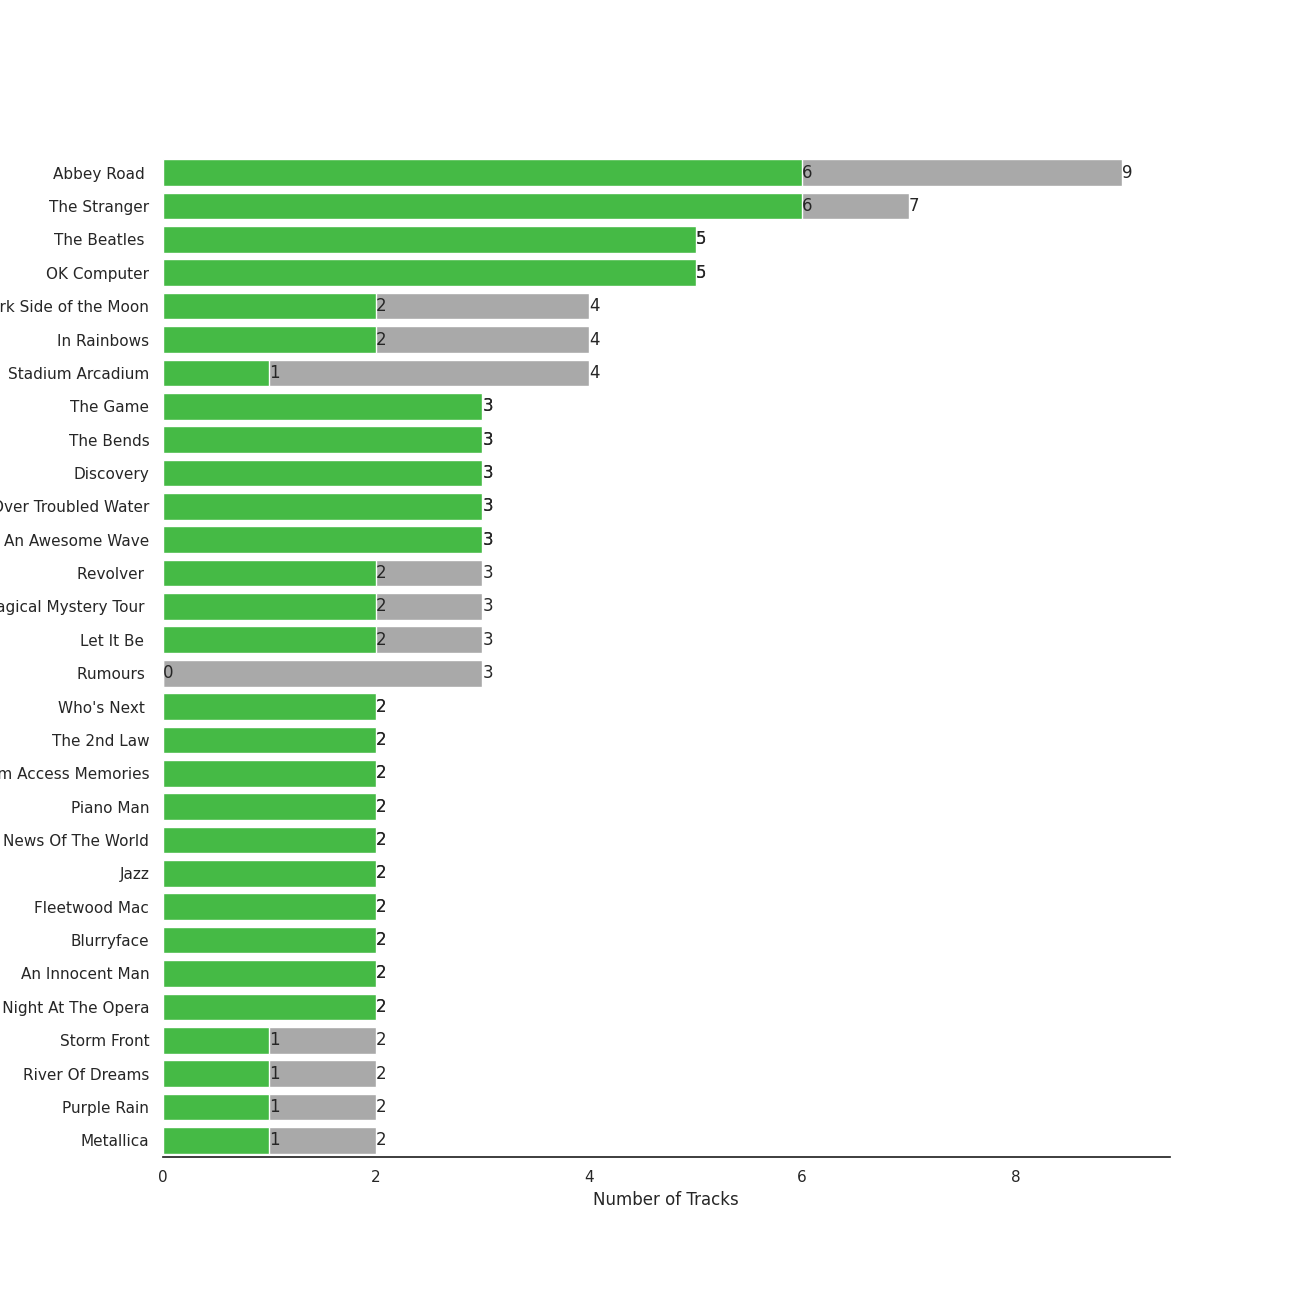 Abbey Road 6 9
The Stranger 6 7
The Beatles 5
OK Computer 5
Side of the Moon 2 4
In Rainbows 2 4
Stadium Arcadium 1 4
The Game 3
The Bends 3
Discovery 3
Over Troubled Water 3
An Awesome Wave 3
Revolver 2 3
Mystery Tour 2 3
Let It Be 2 3
Rumours 0 3
Who's Next 2
The 2nd Law 2
Access Memories 2
Piano Man 2
News Of The World 2
Jazz 2
Fleetwood Mac 2
Blurryface 2
An Innocent Man 2
Night At The Opera 2
Storm Front 1 2
River Of Dreams 1 2
Purple Rain 1 2
Metallica 1 2
0 2 4 6 8
Number of Tracks